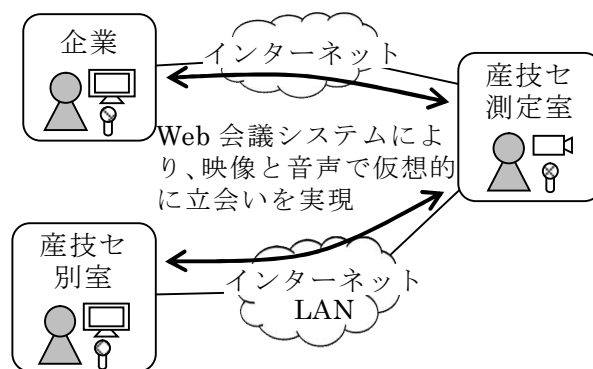 企業
インターネット
産技セ
測定室
Web 会議システムによ
り、映像と音声で仮想的
に立会いを実現
産技セ
別室
インターネット
LAN